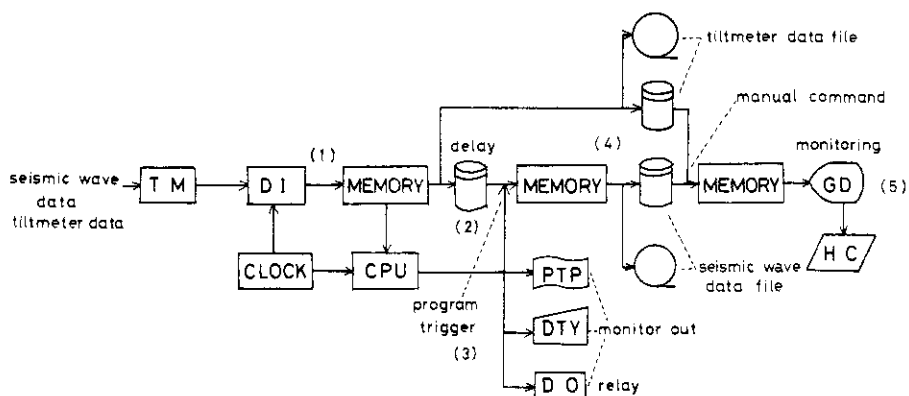 tiltmeter data file
manual command
delay
(1)
(4)
monitoring
seismic wave
data
tiltmeter data
T M
D I
MEMORY
MEMORY
MEMORY
GD
(5)
(2)
H C
CLOCK
CPU
PTP
seismic wave
data file
program
trigger
DTY
monitor out
(3)
D O
relay